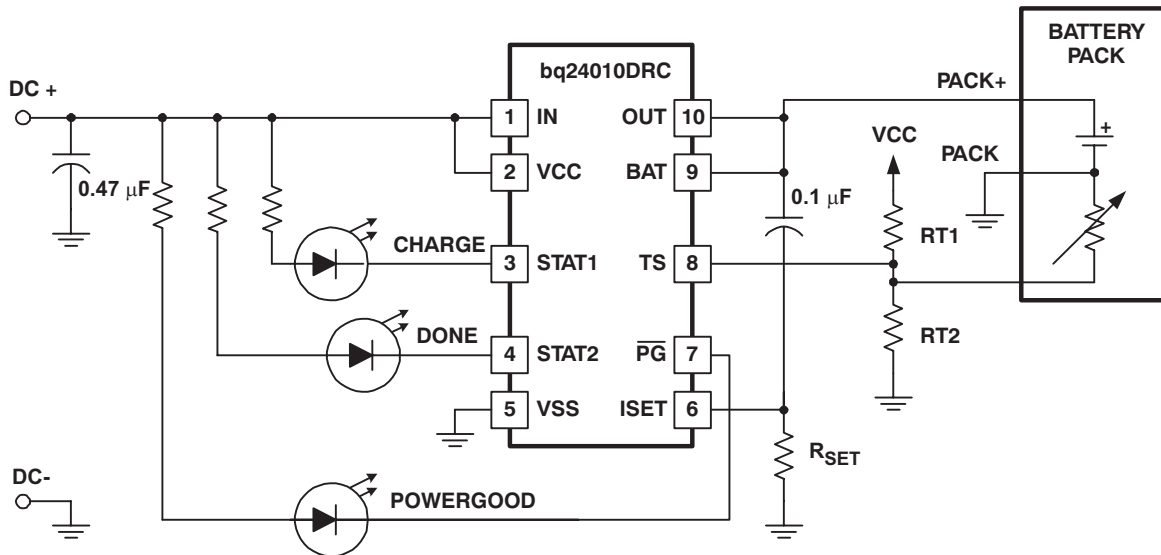 BATTERY
PACK
bq24010DRC
DC +
PACK+
1 IN OUT 10
VCC
PACK
2 VCC BAT 9
0.47 μF
0.1 μF
RT1
CHARGE
3 STAT1 TS 8
DONE
RT2
4 STAT2 PG 7
5 VSS ISET 6
RSET
DC-
POWERGOOD
+